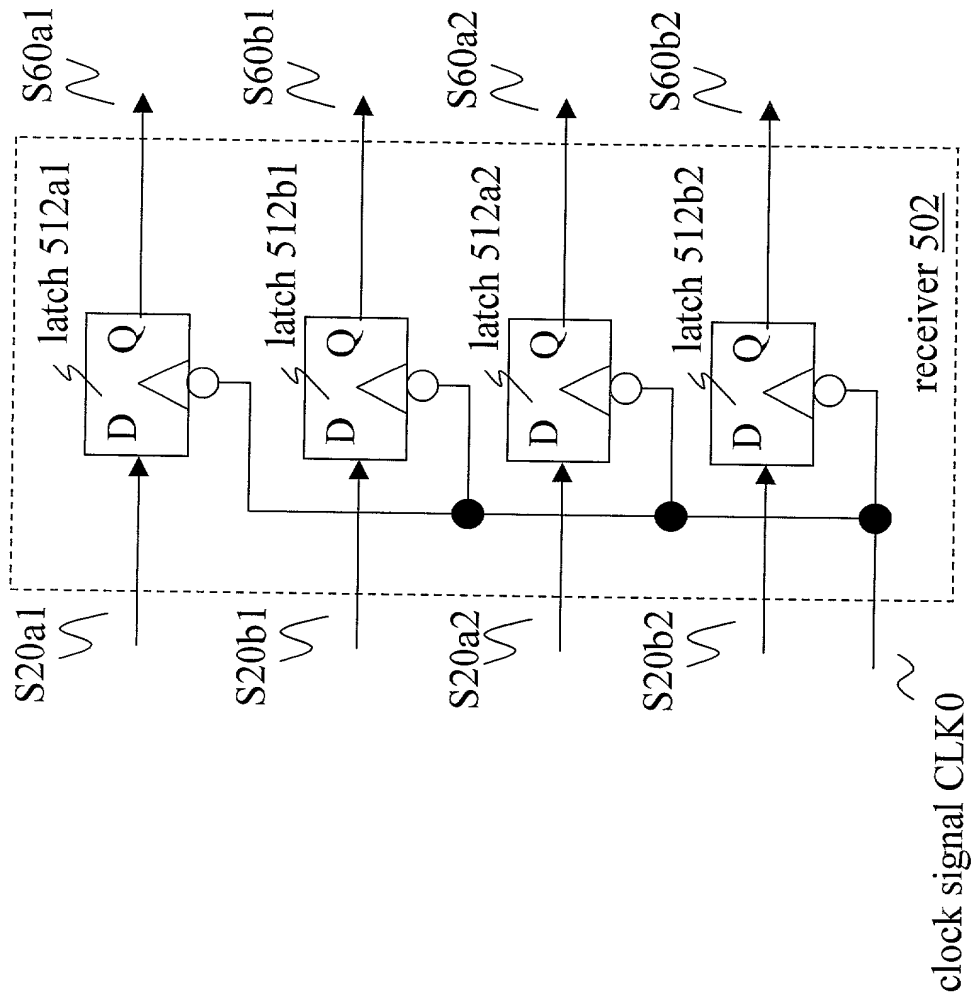 S20a1
D
Q
latch 512a1
S60a1
S20b1
D
Q
latch 512b1
S60b1
S20a2
D
Q
latch 512a2
S60a2
S20b2
D
Q
latch 512b2
S60b2
clock signal CLK0
receiver 502